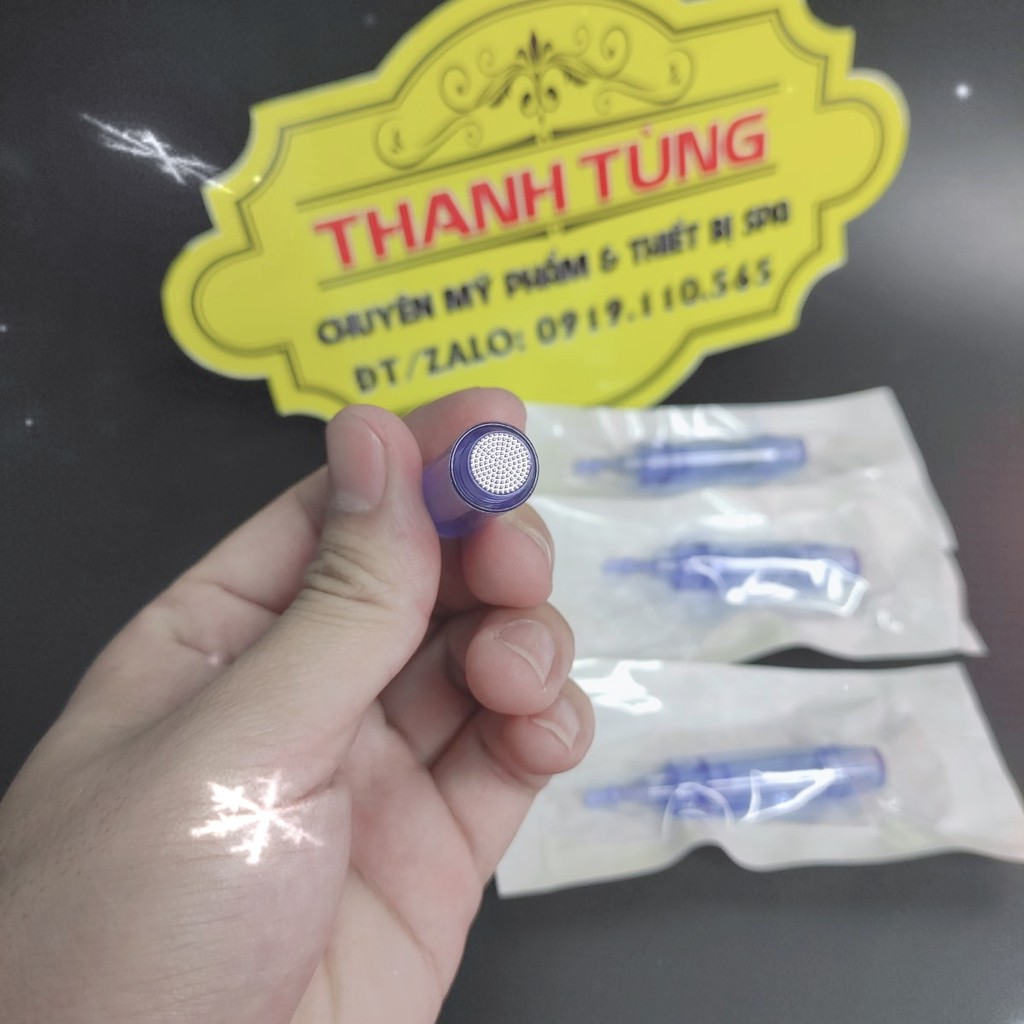 THANH TÙNG
CHUYÊN MỸ PHẨM & THIẾT BỊ SPA
ĐT/ZALO: 0919.110.565